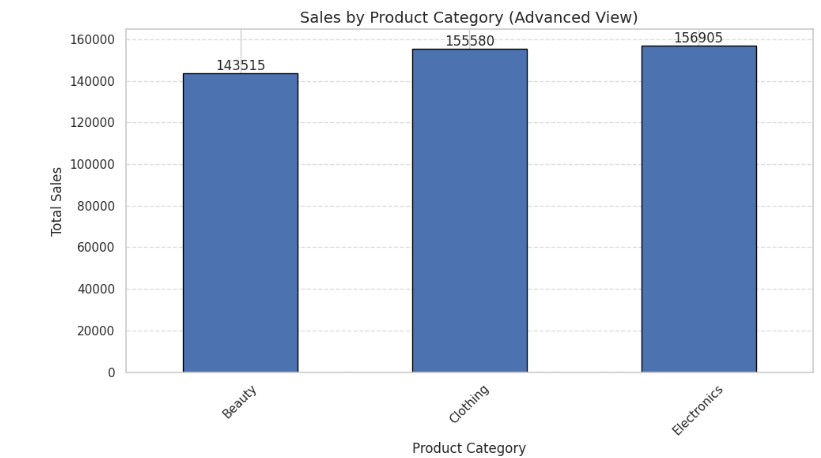 Sales by Product Category (Advanced View)
160000
140000
120000
100000
80000
60000
40000
20000
0
Total Sales
143515
155580
156905
Beauty
Clothing
Electronics
Product Category